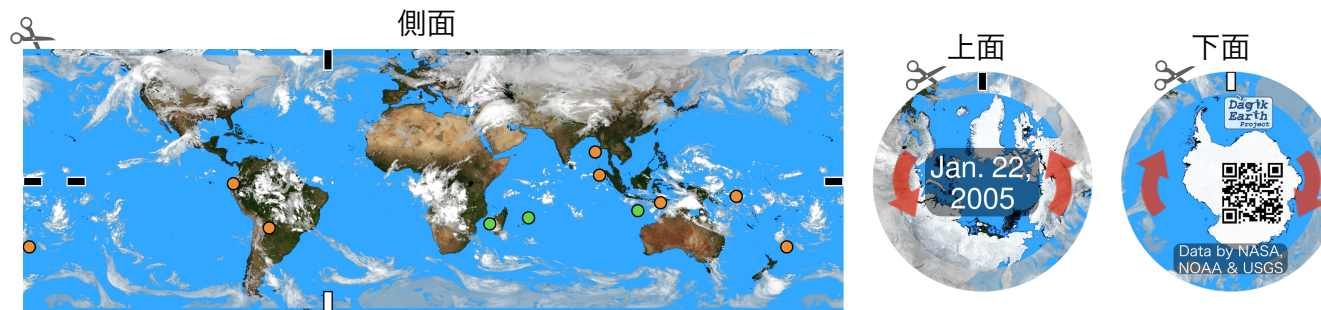 側面
上面
下面
Jan. 22,
2005
Dagik
Earth
Project
Data by NASA,
NOAA & USGS